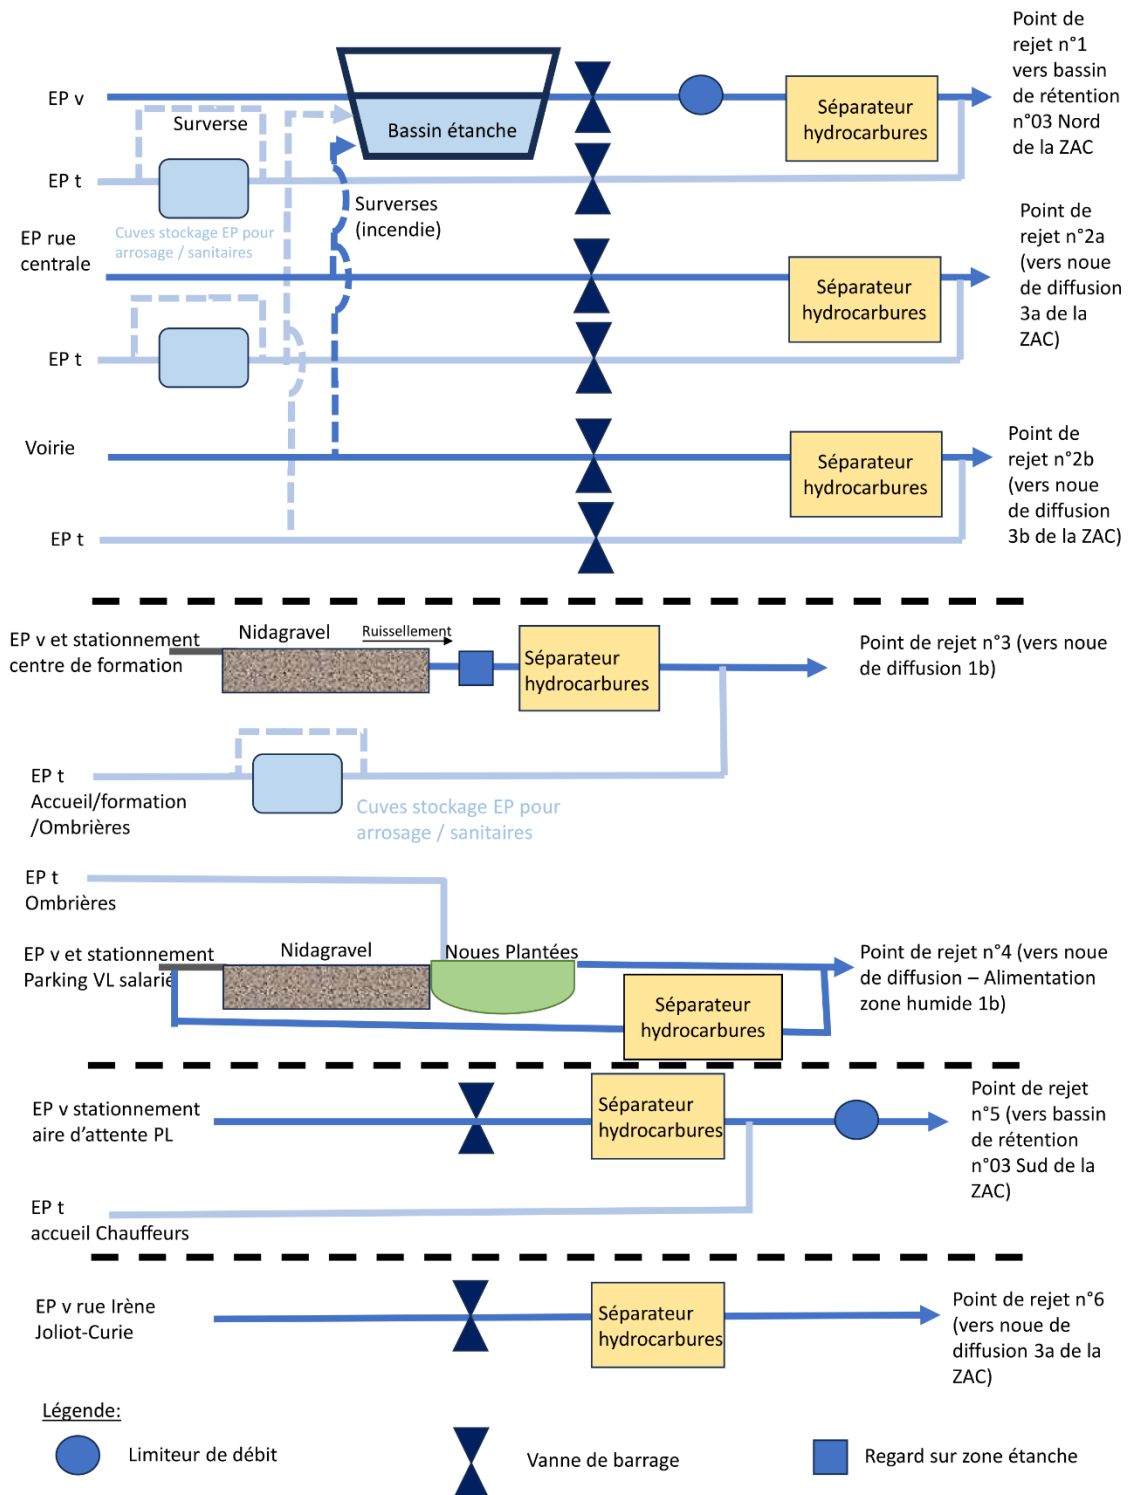 Point de
rejet n°1
vers bassin
de rétention
n°03 Nord
de la ZAC
EP v
Surverse
Bassin étanche
Séparateur
hydrocarbures
EP t
Cuves stockage EP pour
arrosage / sanitaires
Surverses
(incendie)
EP rue
centrale
Séparateur
hydrocarbures
Point de
rejet n°2a
(vers noue
de diffusion
3a de la
ZAC)
EP t
Voirie
Séparateur
hydrocarbures
Point de
rejet n°2b
(vers noue
de diffusion
3b de la ZAC)
EP t
EP v et stationnement
centre de formation
Nidagravel
Ruissellement
Séparateur
hydrocarbures
Point de rejet n°3 (vers noue
de diffusion 1b)
EP t
Accueil/formation
/Ombrières
Cuves stockage EP pour
arrosage / sanitaires
EP t
Ombrières
EP v et stationnement
Parking VL salarié
Nidagravel
Noues Plantées
Séparateur
hydrocarbures
Point de rejet n°4 (vers noue
de diffusion – Alimentation
zone humide 1b)
EP v stationnement
aire d'attente PL
Séparateur
hydrocarbures
Point de rejet
n°5 (vers bassin
de rétention
n°03 Sud de la
ZAC)
EP t
accueil Chauffeurs
EP v rue Irène
Joliot-Curie
Séparateur
hydrocarbures
Point de rejet n°6
(vers noue de
diffusion 3a de la
ZAC)
Légende:
Limiteur de débit
Vanne de barrage
Regard sur zone étanche